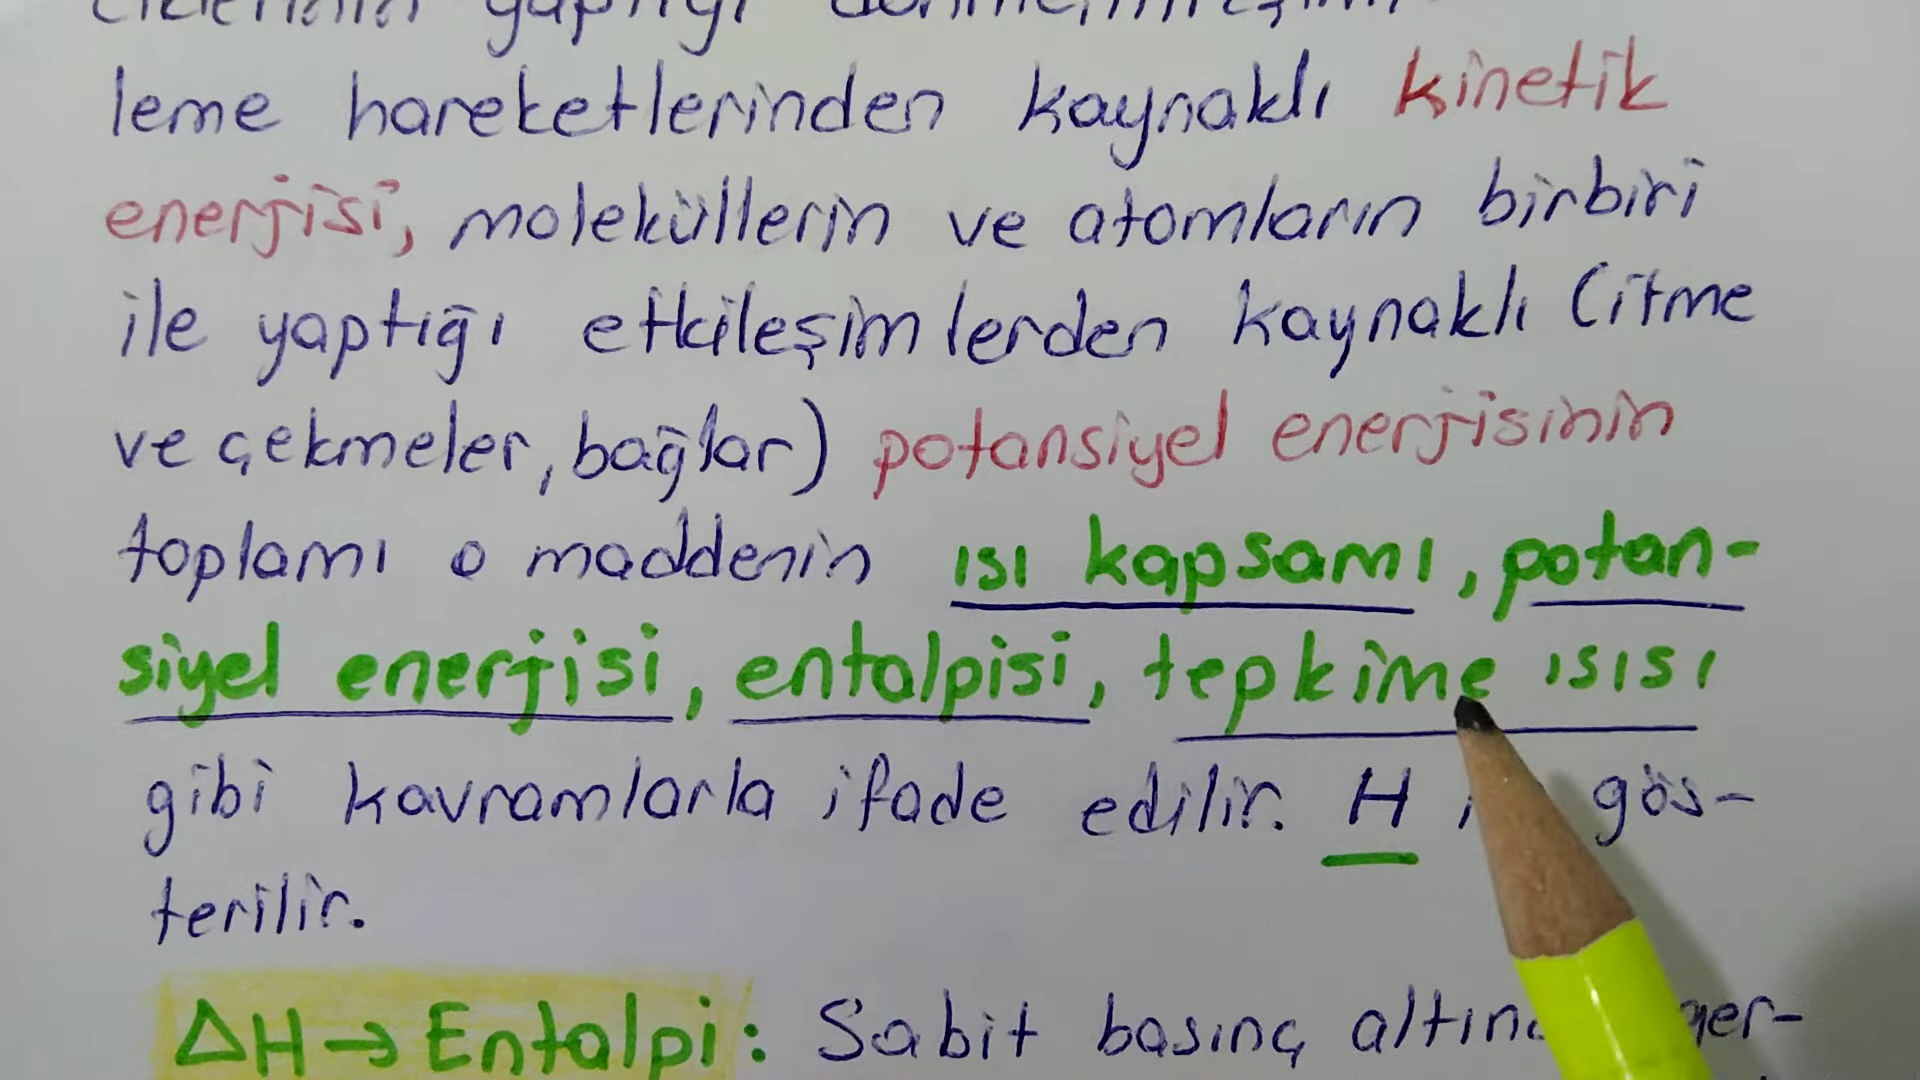 yaptığı
leme hareketlerinden kaynaklı kinetik
enerjisi, moleküllerin ve atomların birbiri
ile yaptığı etkileşimlerden kaynaklı (itme
ve çekmeler, bağlar) potansiyel enerjisinin
toplamı o maddenin ısı kapsamı, potan-
siyel enerjisi, entalpisi, tepkime ısısı
gibi kavramlarla ifade edilir. H gös-
terilir.
ΔH → Entalpi: Sabit basınç